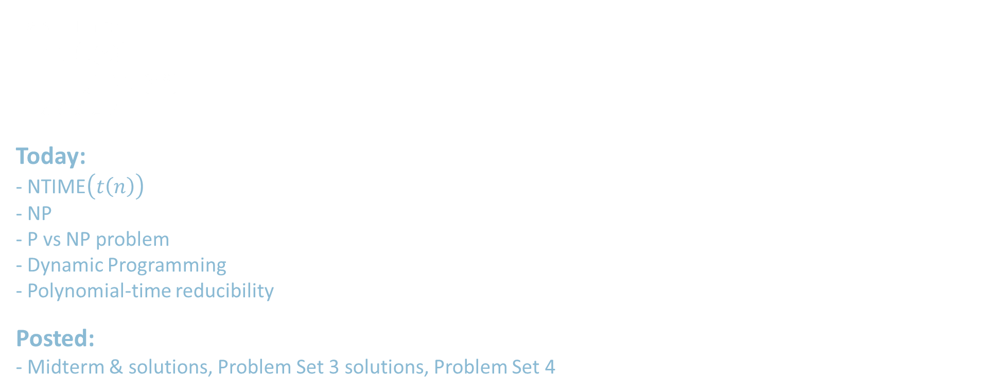 Today:
- NTIME(t(n))
- NP
- P vs NP problem
- Dynamic Programming
- Polynomial-time reducibility
Posted:
- Midterm & solutions, Problem Set 3 solutions, Problem Set 4